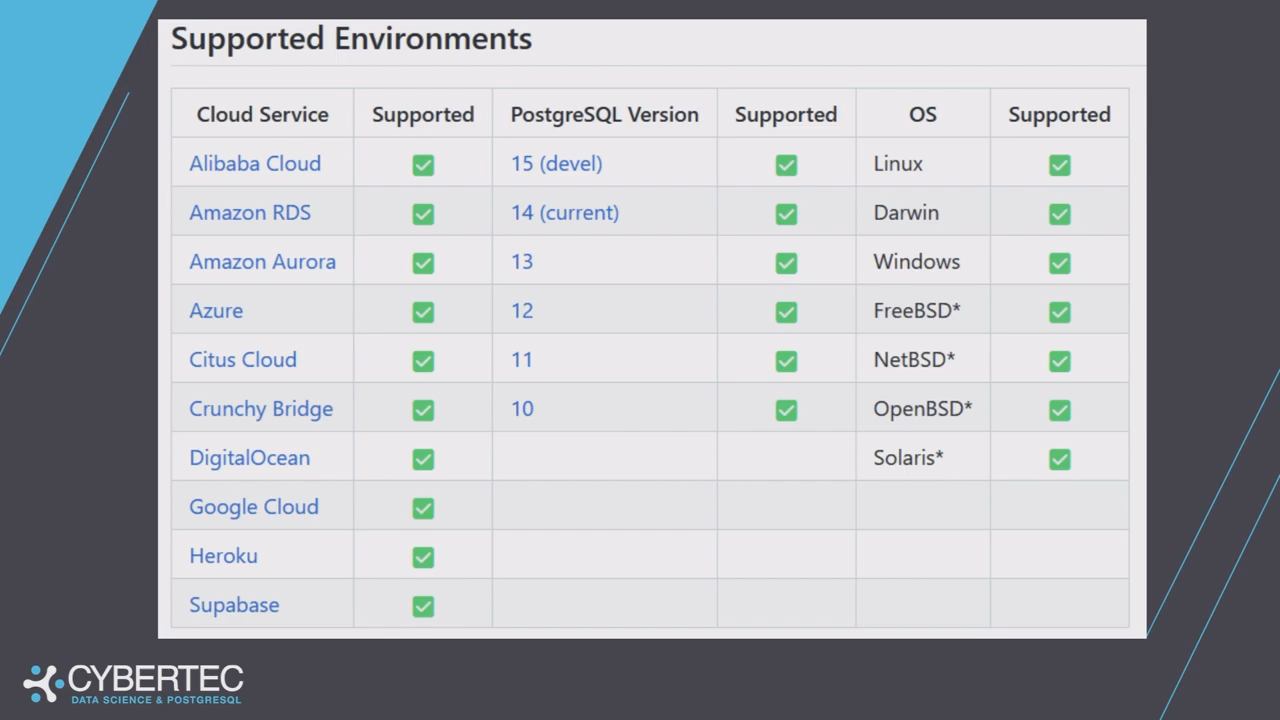 Supported Environments
Cloud Service Supported PostgreSQL Version Supported OS Supported
Alibaba Cloud 15 (devel) Linux
Amazon RDS 14 (current) Darwin
Amazon Aurora 13 Windows
Azure 12 FreeBSD*
Citus Cloud 11 NetBSD*
Crunchy Bridge 10 OpenBSD*
DigitalOcean Solaris*
Google Cloud
Heroku
Supabase
CYBERTEC
DATA SCIENCE & POSTGRESQL